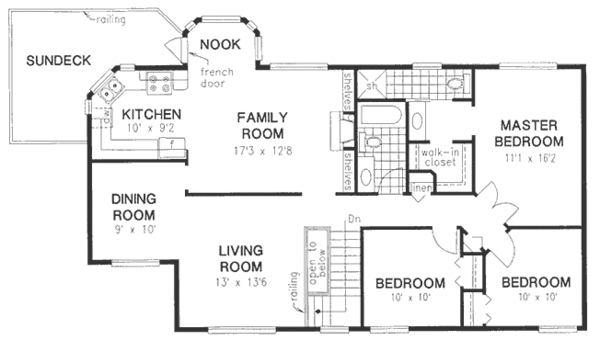 railing
SUNDECK
NOOK
french
door
KITCHEN
10' x 9'2
dw
f
FAMILY
ROOM
17'3 x 12'8
shelves
shelves
sh
MASTER
BEDROOM
11'1 x 16'2
walk-in
closet
linen
DINING
ROOM
9' x 10'
LIVING
ROOM
13' x 13'6
Dn
open to
below
railing
BEDROOM
10' x 10'
BEDROOM
10' x 10'